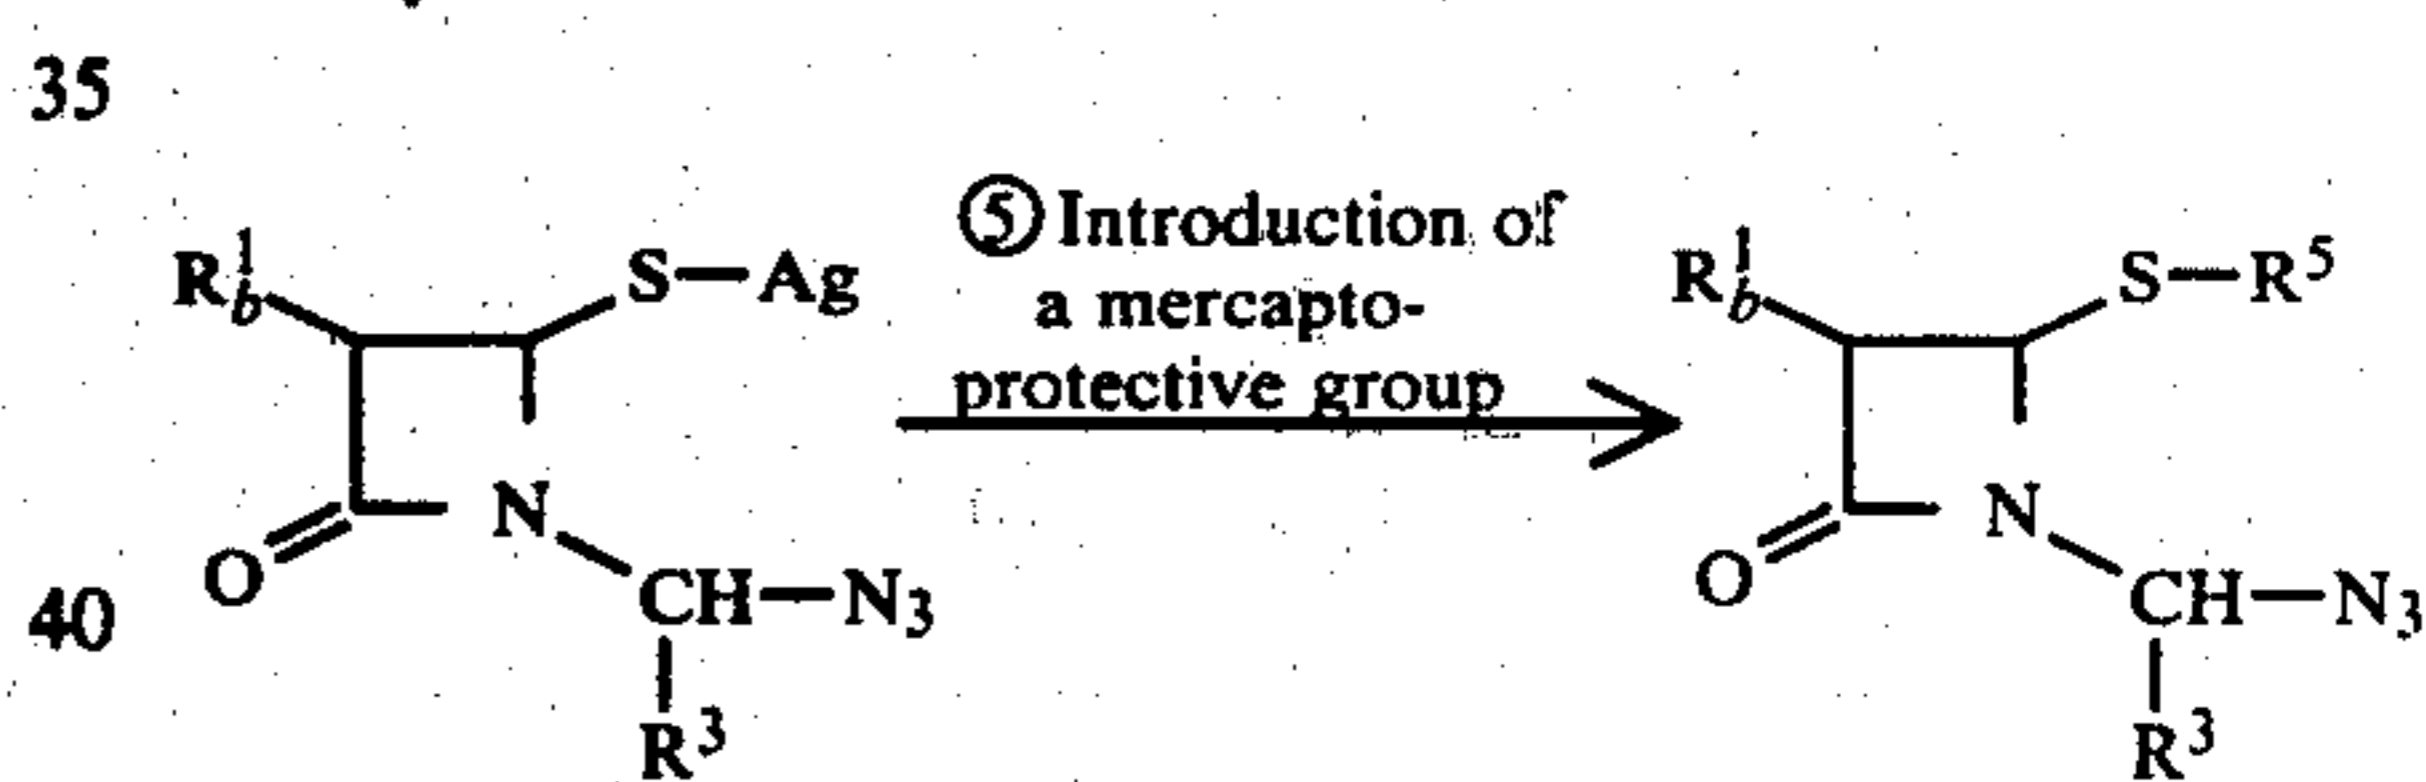 35
R¹b S—Ag
⑤ Introduction of
a mercapto-
protective group
R¹b S—R⁵
O N
CH—N₃
R³
O N
CH—N₃
R³
40